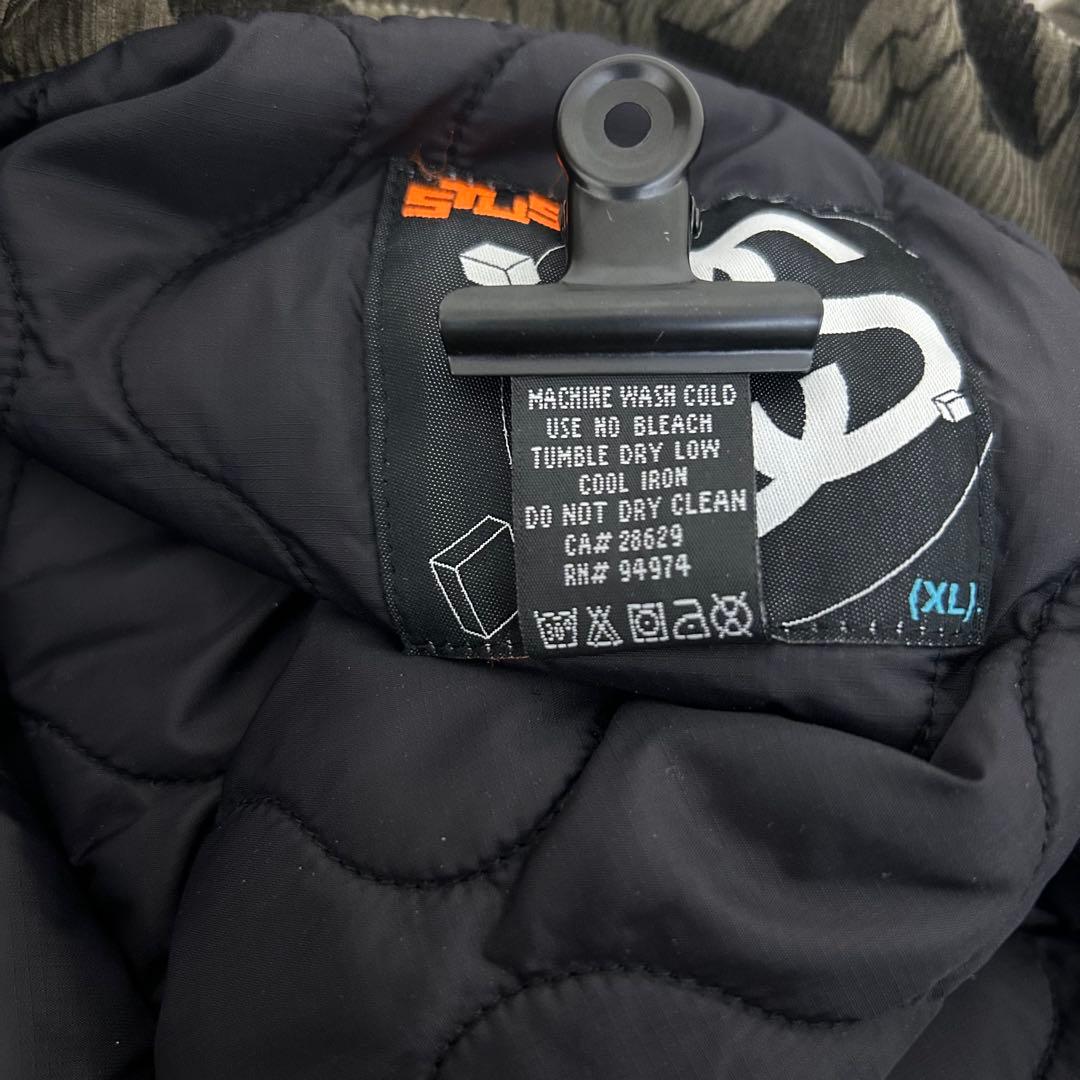 MACHINE WASH COLD
USE NO BLEACH
TUMBLE DRY LOW
COOL IRON
DO NOT DRY CLEAN
CA# 28629
RN# 94974
30°
(XL).